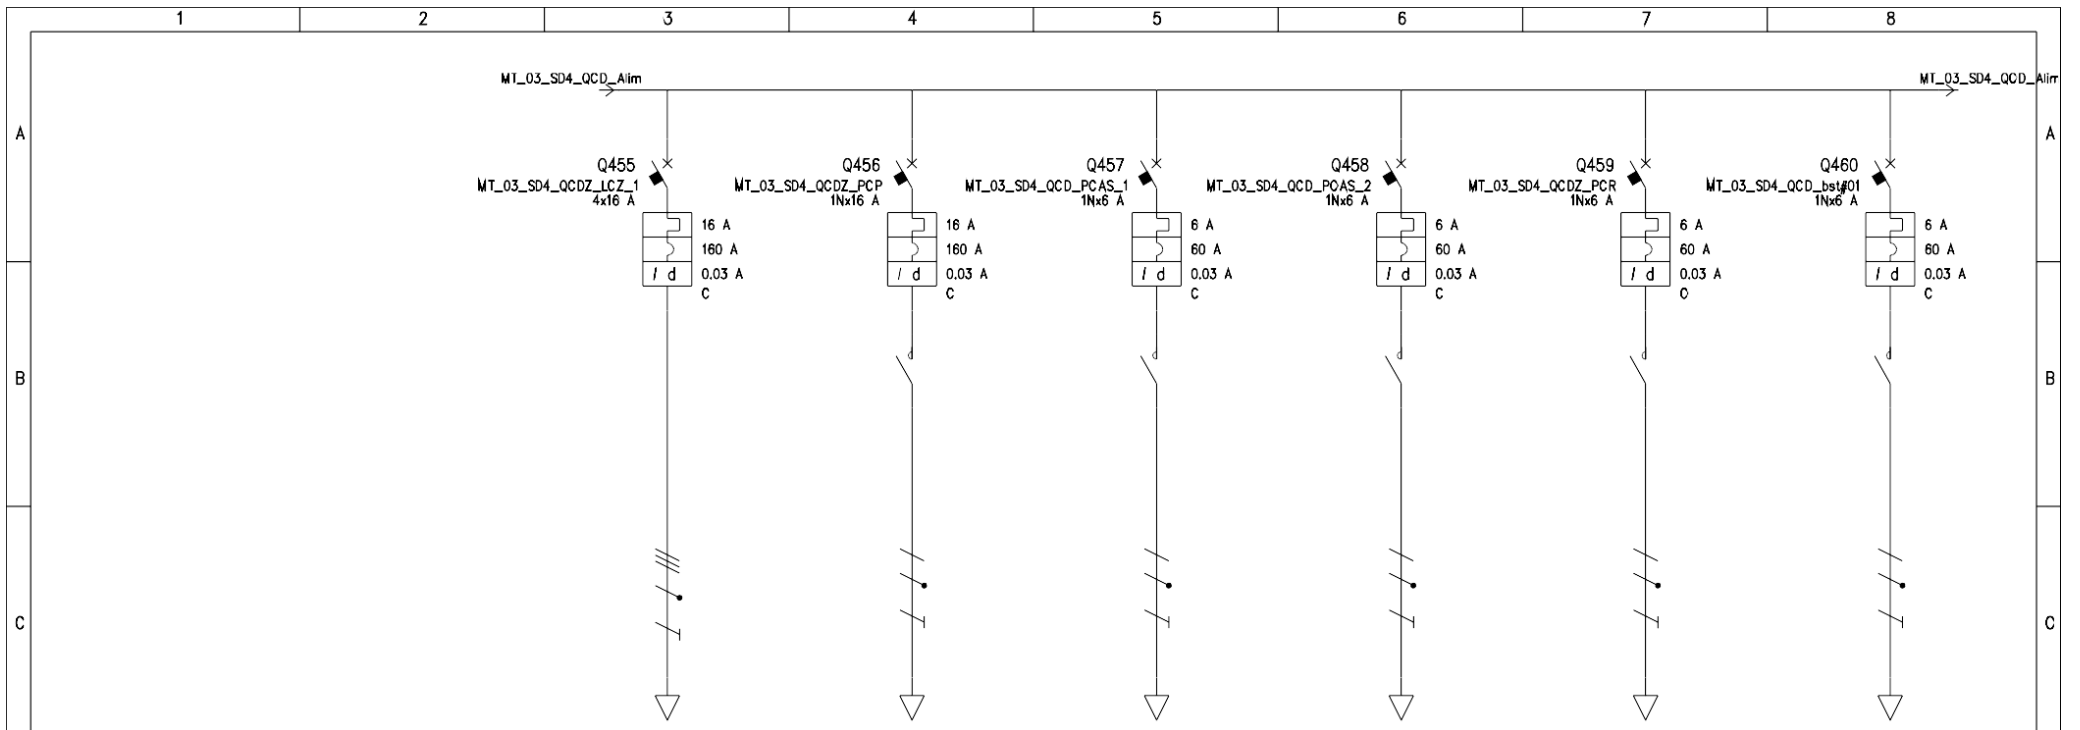 1 2 3 4 5 6 7 8
MT_03_SD4_QCD_Alim MT_03_SD4_QCD_Alim
A A
Q455 Q456 Q457 Q458 Q459 Q460
MT_03_SD4_QCDZ_LCZ_1 MT_03_SD4_QCDZ_PCP MT_03_SD4_QCD_PCAS_1 MT_03_SD4_QCD_PCAS_2 MT_03_SD4_QCDZ_PCR MT_03_SD4_QCD_bst#01
4x16 A 1Nx16 A 1Nx6 A 1Nx6 A 1Nx6 A 1Nx6 A
16 A 16 A 6 A 6 A 6 A 6 A
160 A 160 A 60 A 60 A 60 A 60 A
I d 0.03 A I d 0.03 A I d 0.03 A I d 0.03 A I d 0.03 A I d 0.03 A
C C C C C C
B B
C C